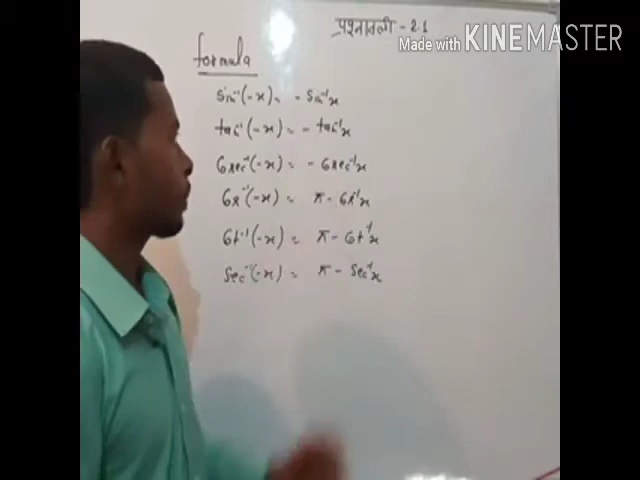 प्रश्नावली - 2.1
Made with KINEMASTER
formula
sin⁻¹(-x) = - sin⁻¹x
tan⁻¹(-x) = - tan⁻¹x
Cosec⁻¹(-x) = - Cosec⁻¹x
Cos⁻¹(-x) = π - Cos⁻¹x
Cot⁻¹(-x) = π - Cot⁻¹x
Sec⁻¹(-x) = π - Sec⁻¹x